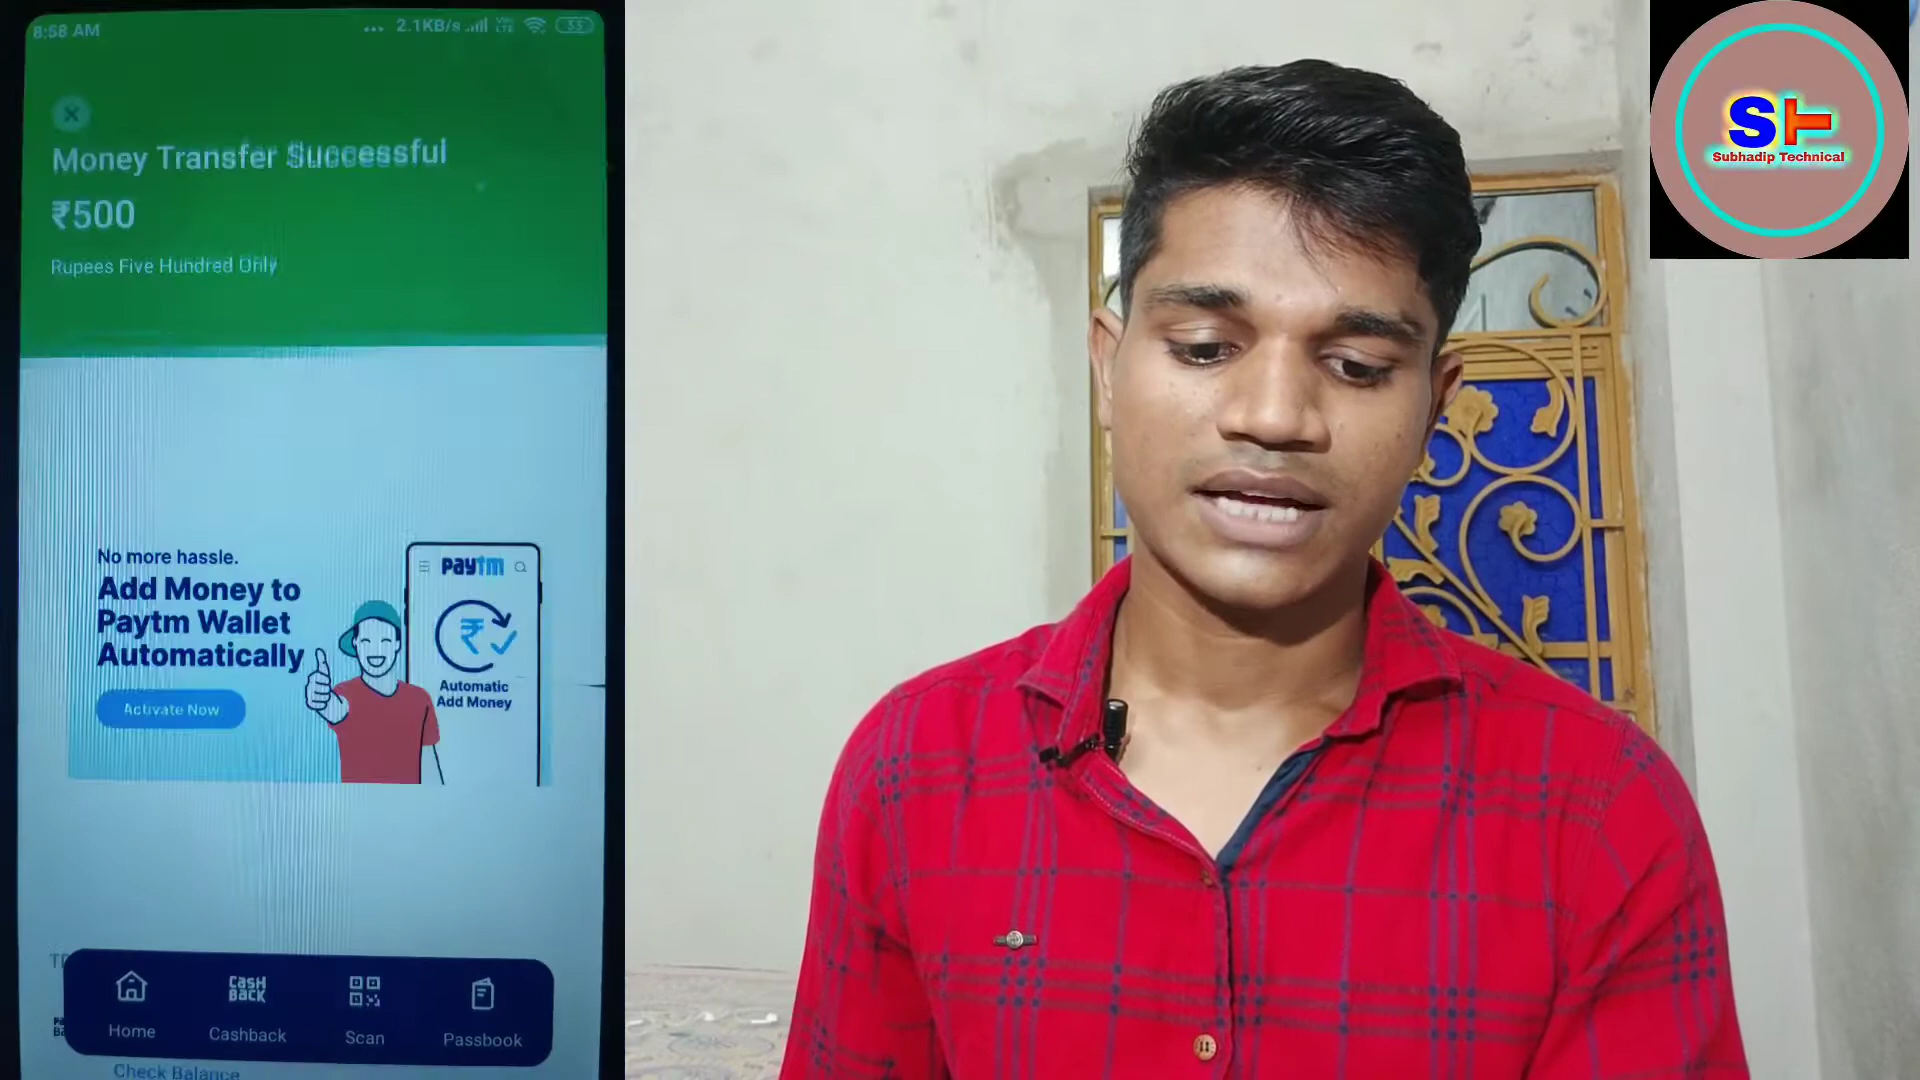 8:58 AM
2.1KB/s
33
Money Transfer Successful
₹500
Rupees Five Hundred Only
No more hassle.
Add Money to
Paytm Wallet
Automatically
Activate Now
paytm
₹
Automatic
Add Money
Home
CASH
BACK
Cashback
Scan
Passbook
Check Balance
ST
Subhadip Technical